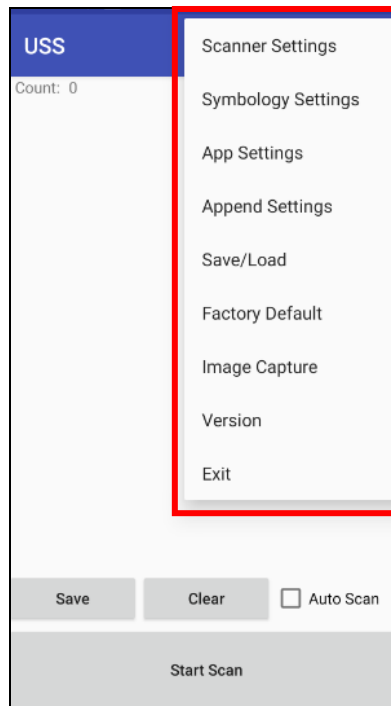 USS
Count: 0
Scanner Settings
Symbology Settings
App Settings
Append Settings
Save/Load
Factory Default
Image Capture
Version
Exit
Save Clear Auto Scan
Start Scan